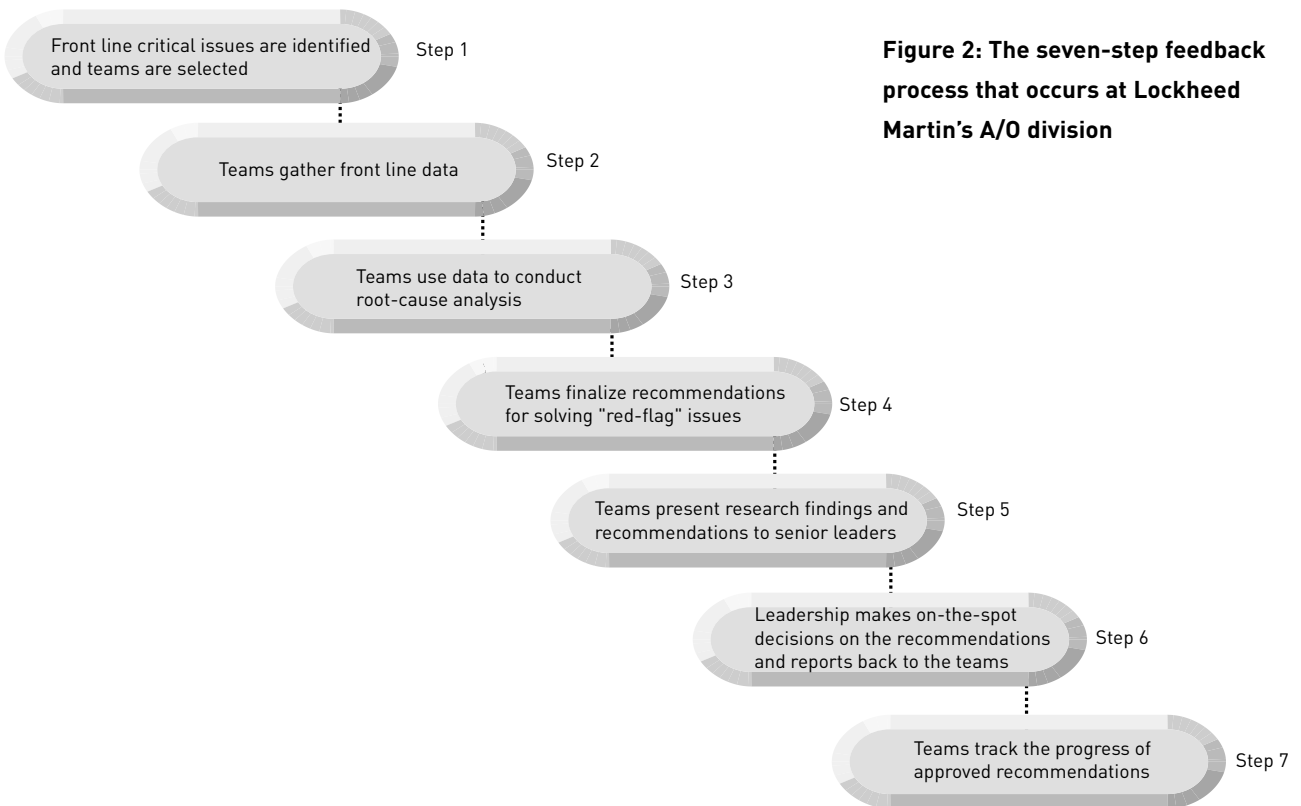 Front line critical issues are identified
and teams are selected
Step 1
Figure 2: The seven-step feedback
process that occurs at Lockheed
Martin's A/O division
Teams gather front line data
Step 2
Teams use data to conduct
root-cause analysis
Step 3
Teams finalize recommendations
for solving "red-flag" issues
Step 4
Teams present research findings and
recommendations to senior leaders
Step 5
Leadership makes on-the-spot
decisions on the recommendations
and reports back to the teams
Step 6
Teams track the progress of
approved recommendations
Step 7